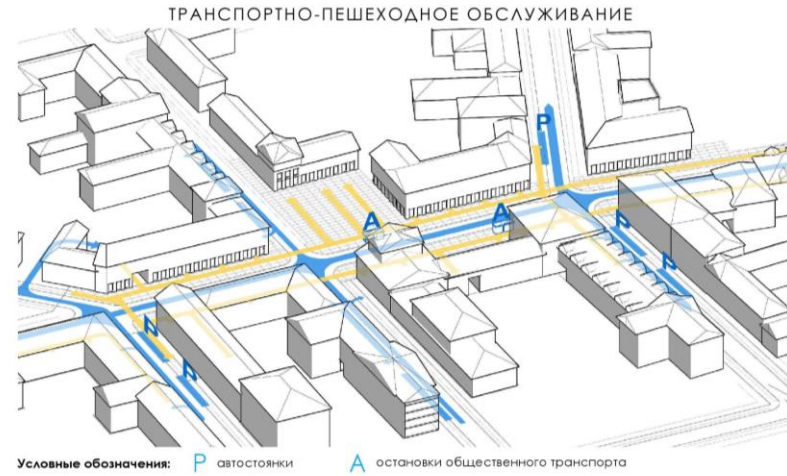 ТРАНСПОРТНО-ПЕШЕХОДНОЕ ОБСЛУЖИВАНИЕ
P
A
A
P
P
P
P
Условные обозначения: P автостоянки A остановки общественного транспорта